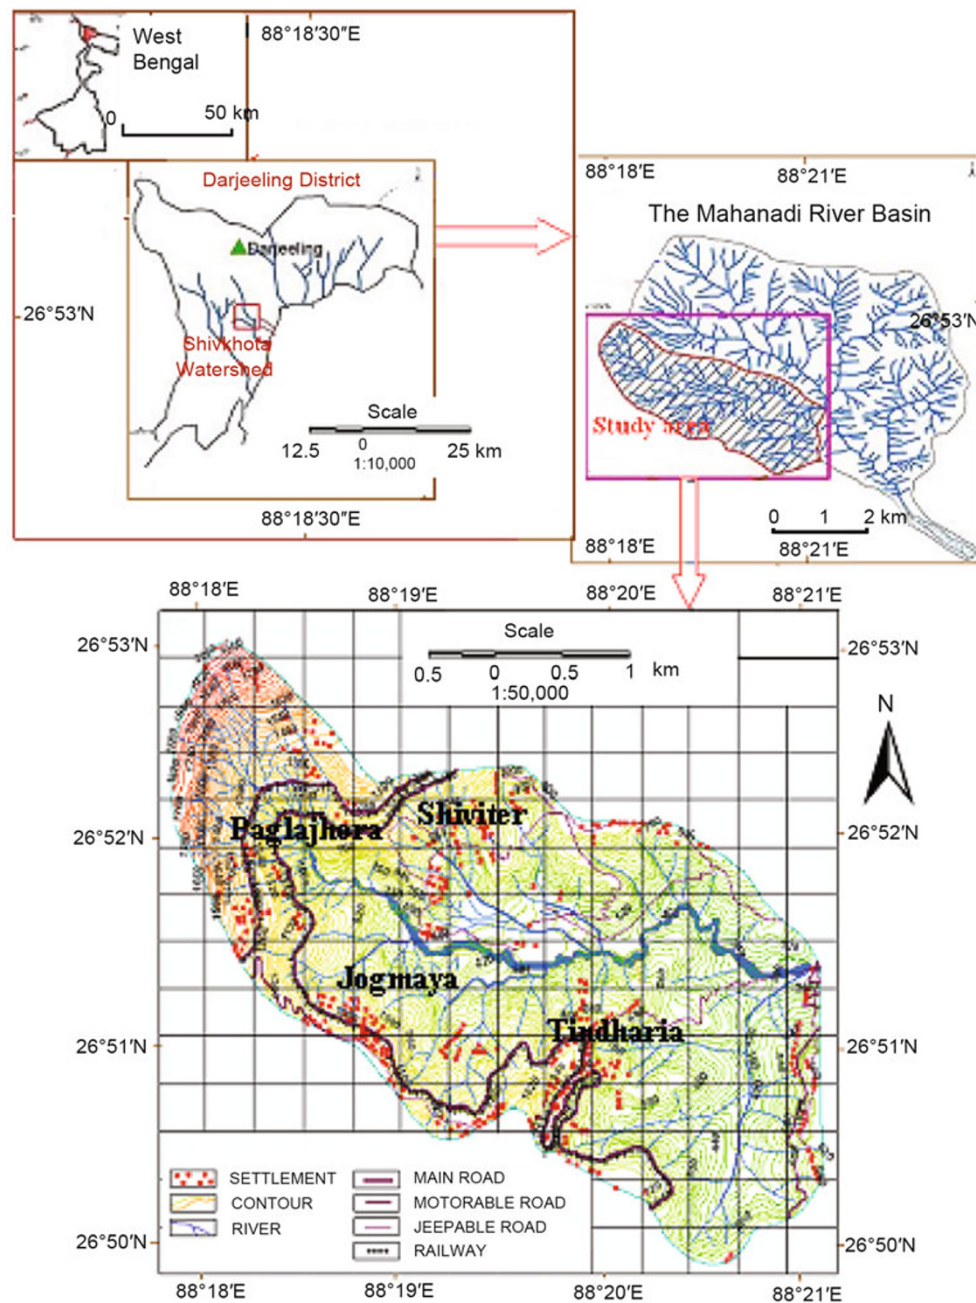 West
Bengal
88°18′30″E
0 50 km
Darjeeling District
Darjeeling
26°53′N
Shivkhota
Watershed
Scale
12.5 0 25 km
1:10,000
88°18′30″E
88°18′E 88°21′E
The Mahanadi River Basin
26°53′N
Study area
0 1 2 km
88°18′E 88°21′E
88°18′E 88°19′E 88°20′E 88°21′E
26°53′N
Scale
0.5 0 0.5 1 km
1:50,000
26°53′N
N
Shiviter
Paglajhora
26°52′N
26°52′N
Jogmaya
Tindharia
26°51′N
26°51′N
SETTLEMENT
CONTOUR
RIVER
MAIN ROAD
MOTORABLE ROAD
JEEPABLE ROAD
RAILWAY
26°50′N
26°50′N
88°18′E 88°19′E 88°20′E 88°21′E